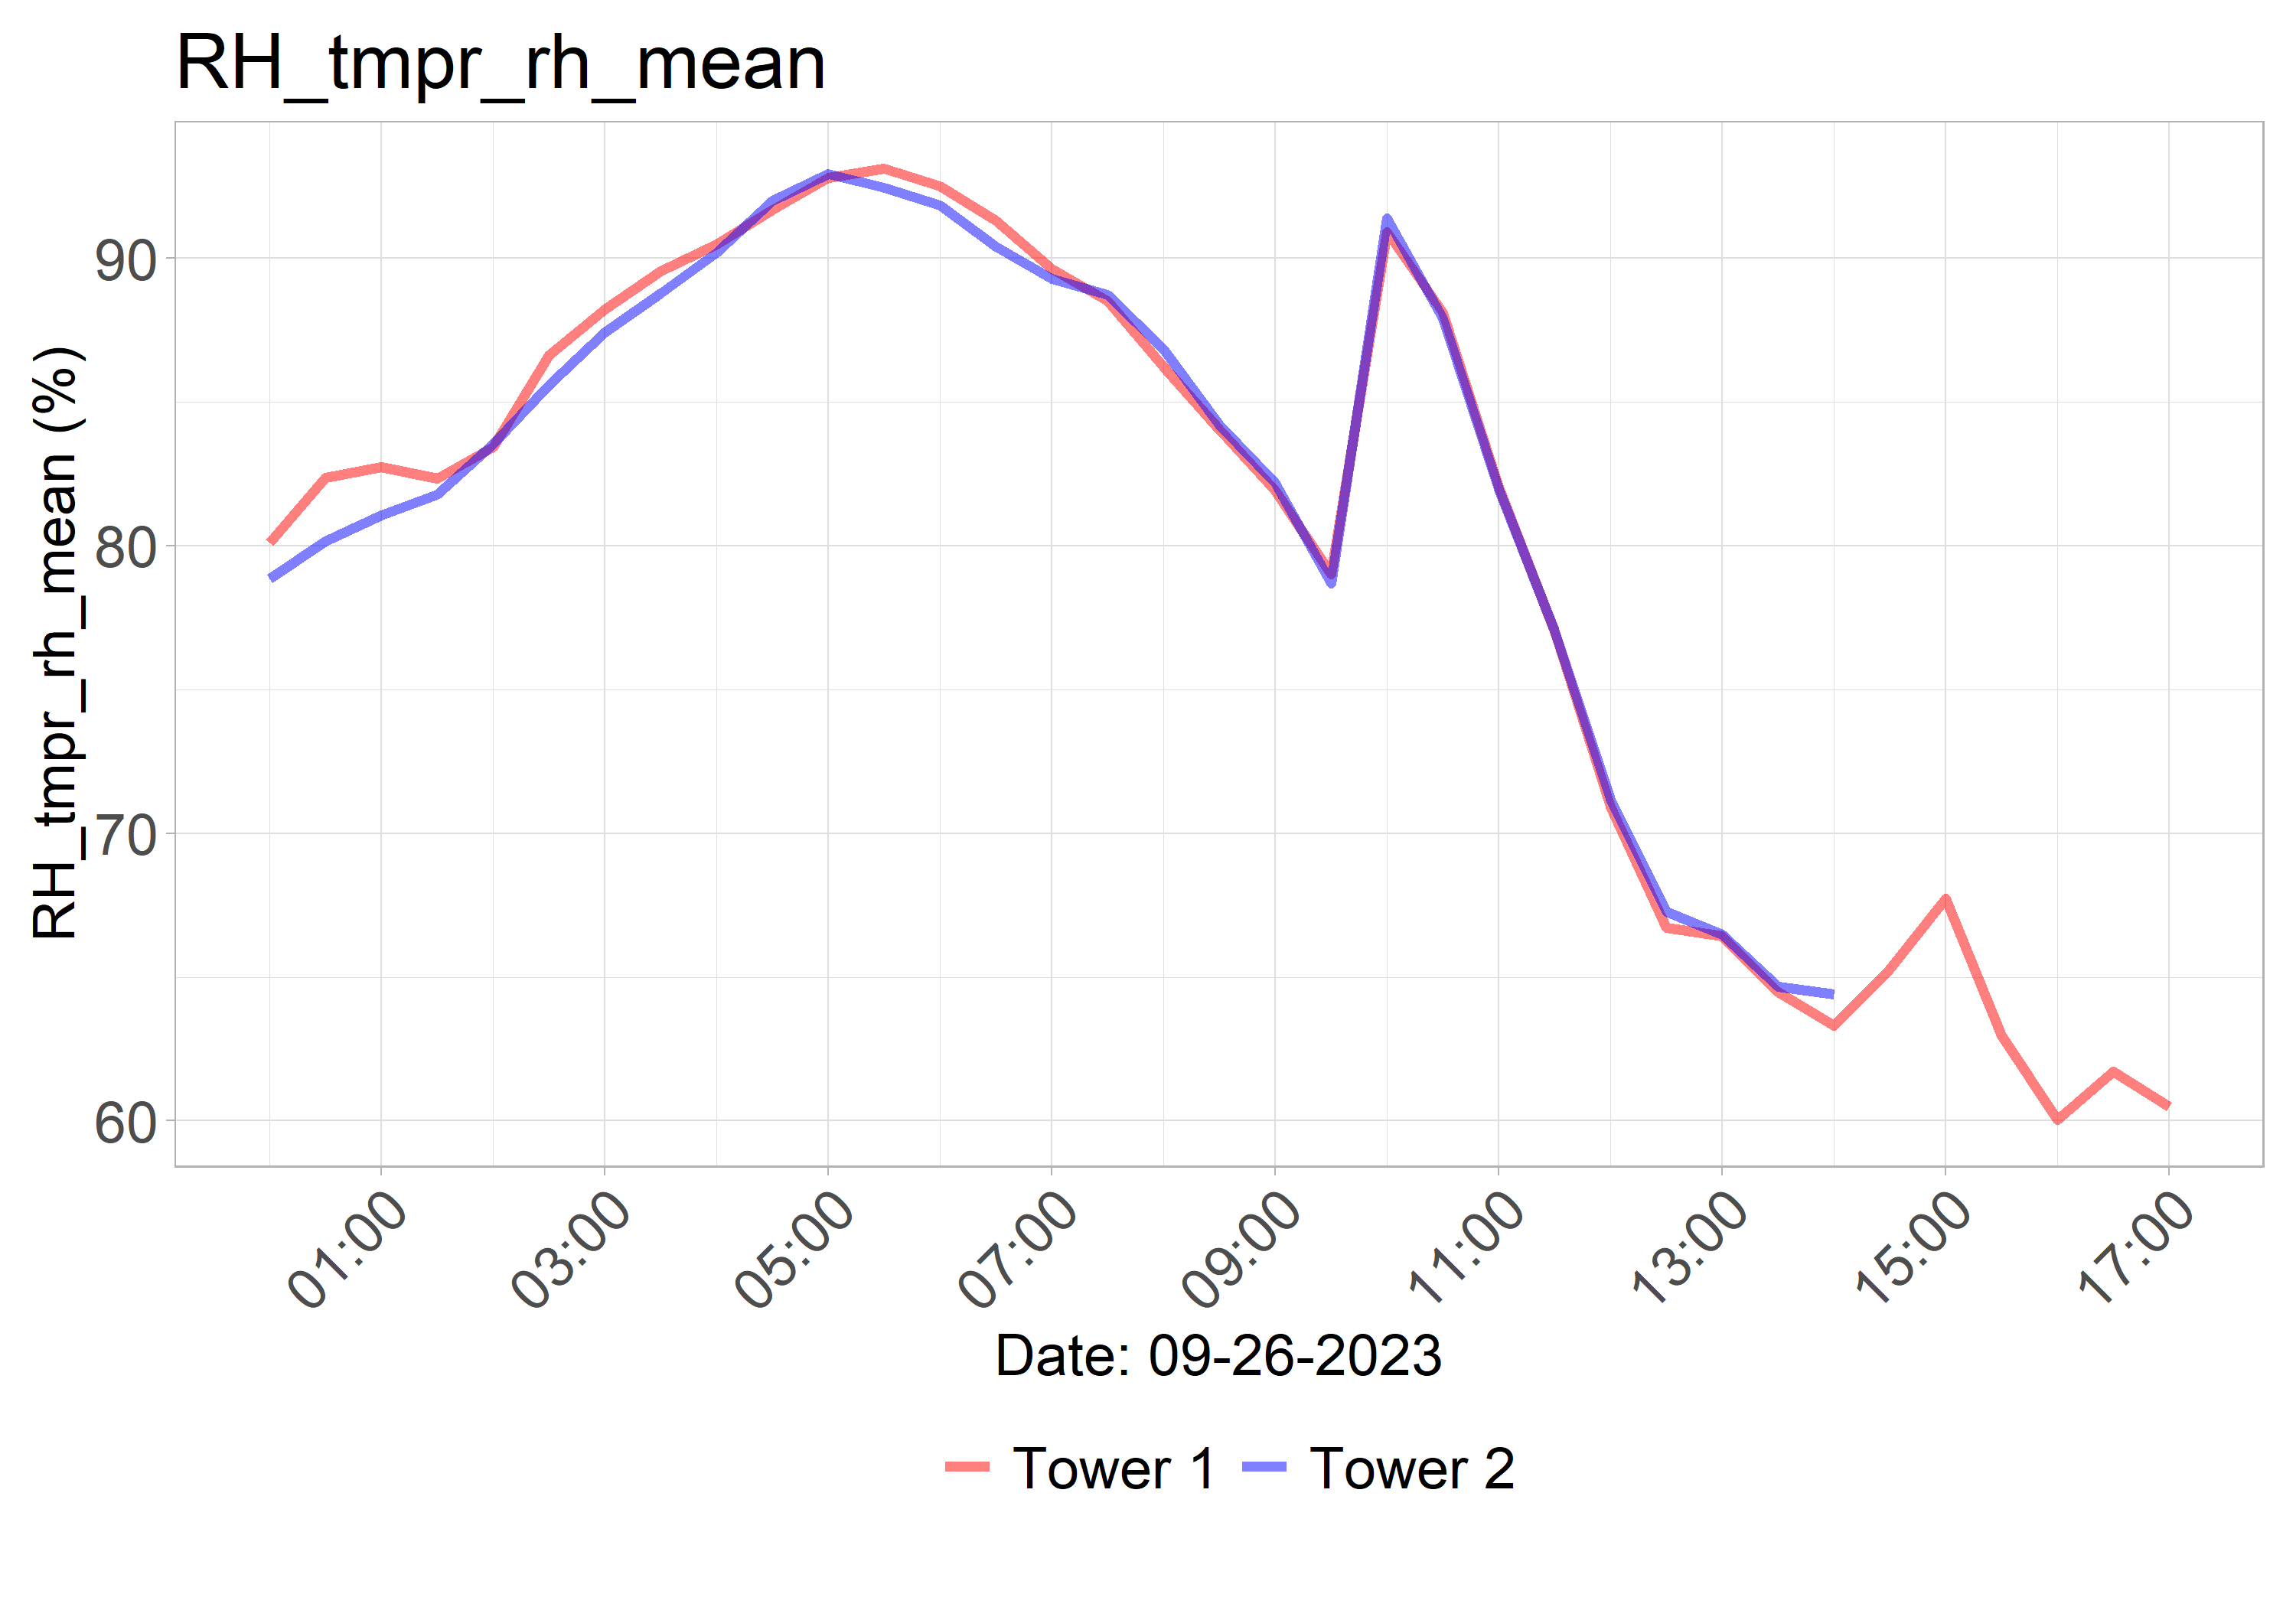 RH_tmpr_rh_mean
RH_tmpr_rh_mean (%)
90
80
70
60
01:00 03:00 05:00 07:00 09:00 11:00 13:00 15:00 17:00
Date: 09-26-2023
Tower 1 Tower 2